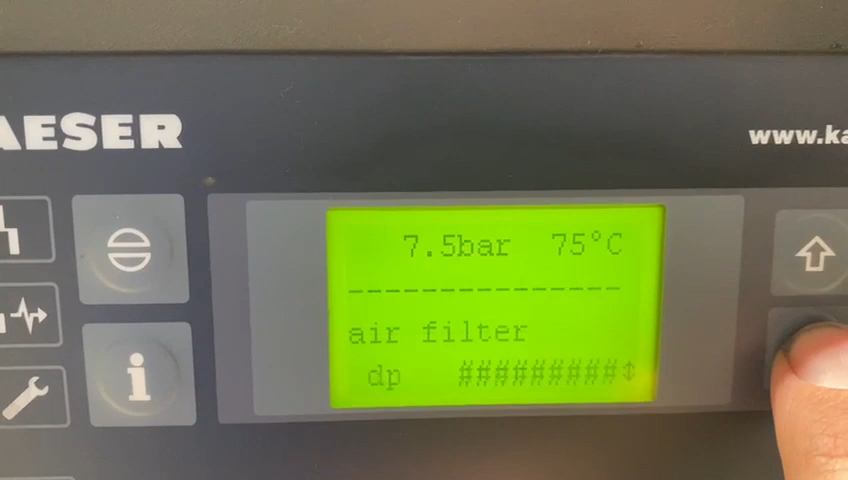 AESER
www.ka
7.5bar 75°C
--------------
air filter
dp #########↕
i